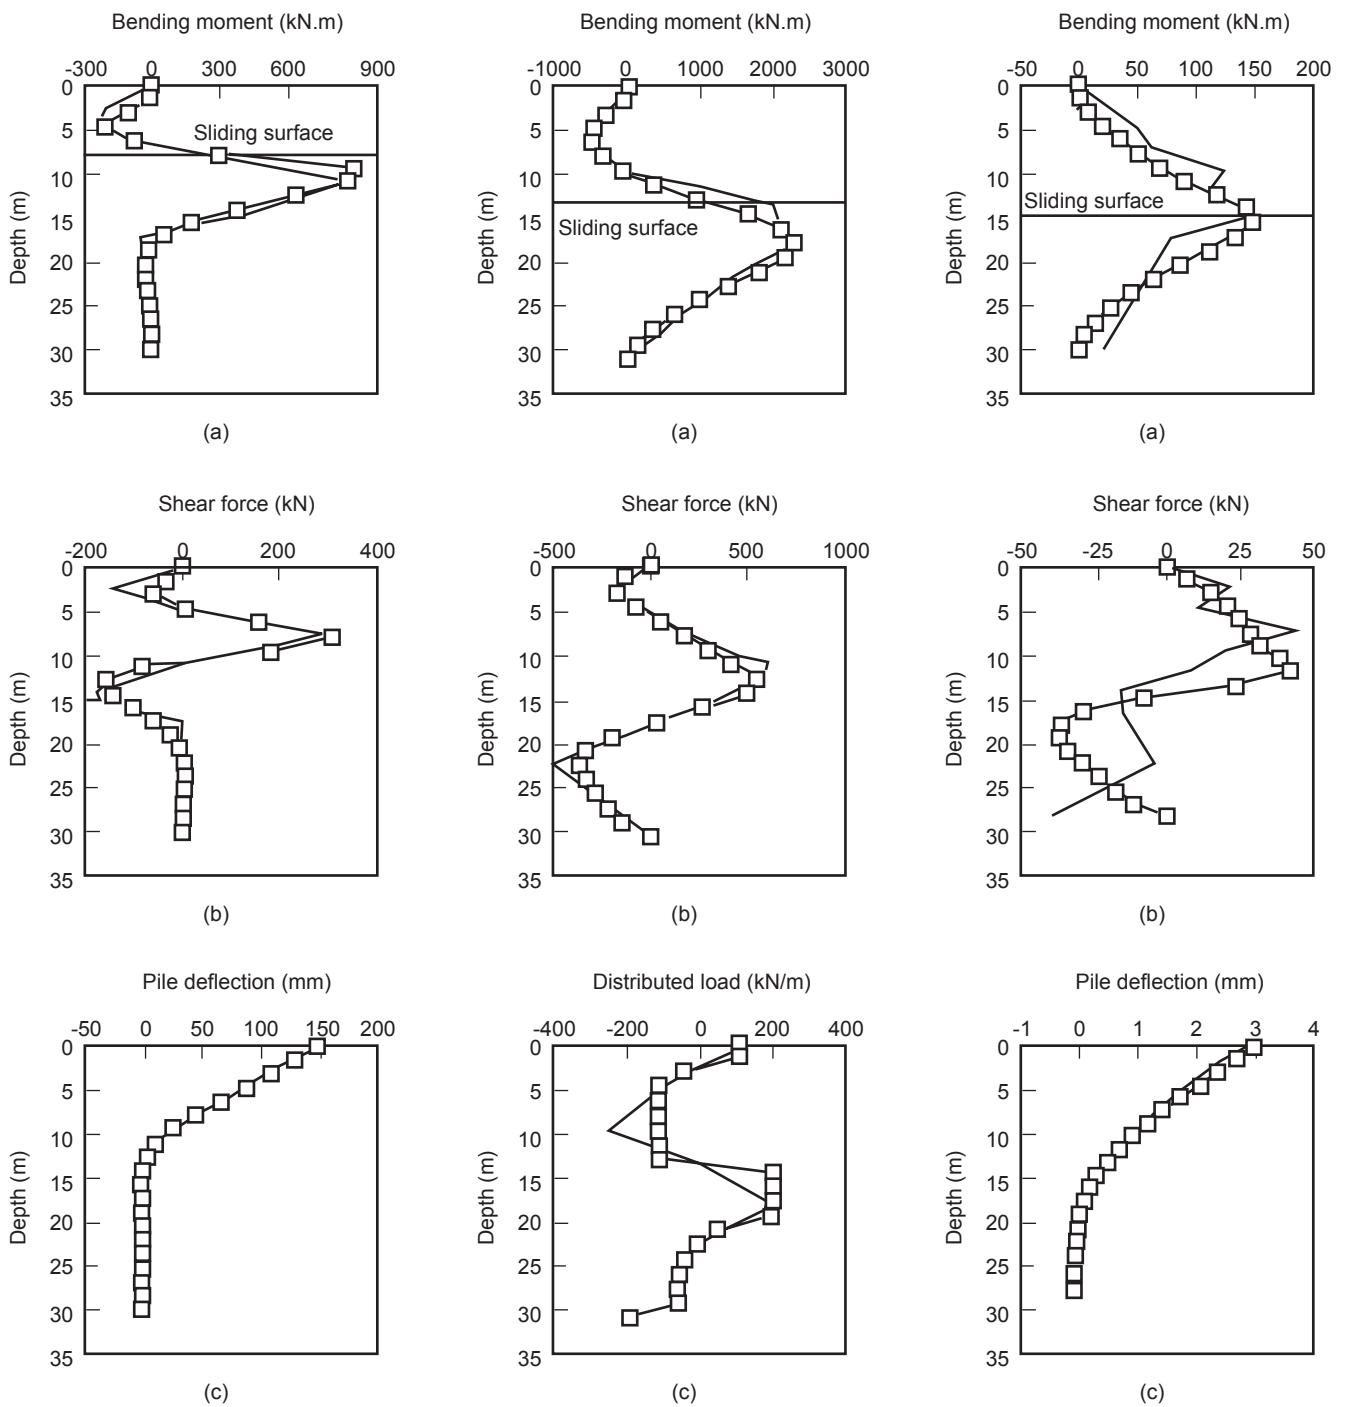 Bending moment (kN.m)
-300 0 300 600 900
0
5
10
15
20
25
30
35
Depth (m)
Sliding surface
(a)
Bending moment (kN.m)
-1000 0 1000 2000 3000
0
5
10
15
20
25
30
35
Depth (m)
Sliding surface
(a)
Bending moment (kN.m)
-50 0 50 100 150 200
0
5
10
15
20
25
30
35
Depth (m)
Sliding surface
(a)
Shear force (kN)
-200 0 200 400
0
5
10
15
20
25
30
35
Depth (m)
(b)
Shear force (kN)
-500 0 500 1000
0
5
10
15
20
25
30
35
Depth (m)
(b)
Shear force (kN)
-50 -25 0 25 50
0
5
10
15
20
25
30
35
Depth (m)
(b)
Pile deflection (mm)
-50 0 50 100 150 200
0
5
10
15
20
25
30
35
Depth (m)
(c)
Distributed load (kN/m)
-400 -200 0 200 400
0
5
10
15
20
25
30
35
Depth (m)
(c)
Pile deflection (mm)
-1 0 1 2 3 4
0
5
10
15
20
25
30
35
Depth (m)
(c)